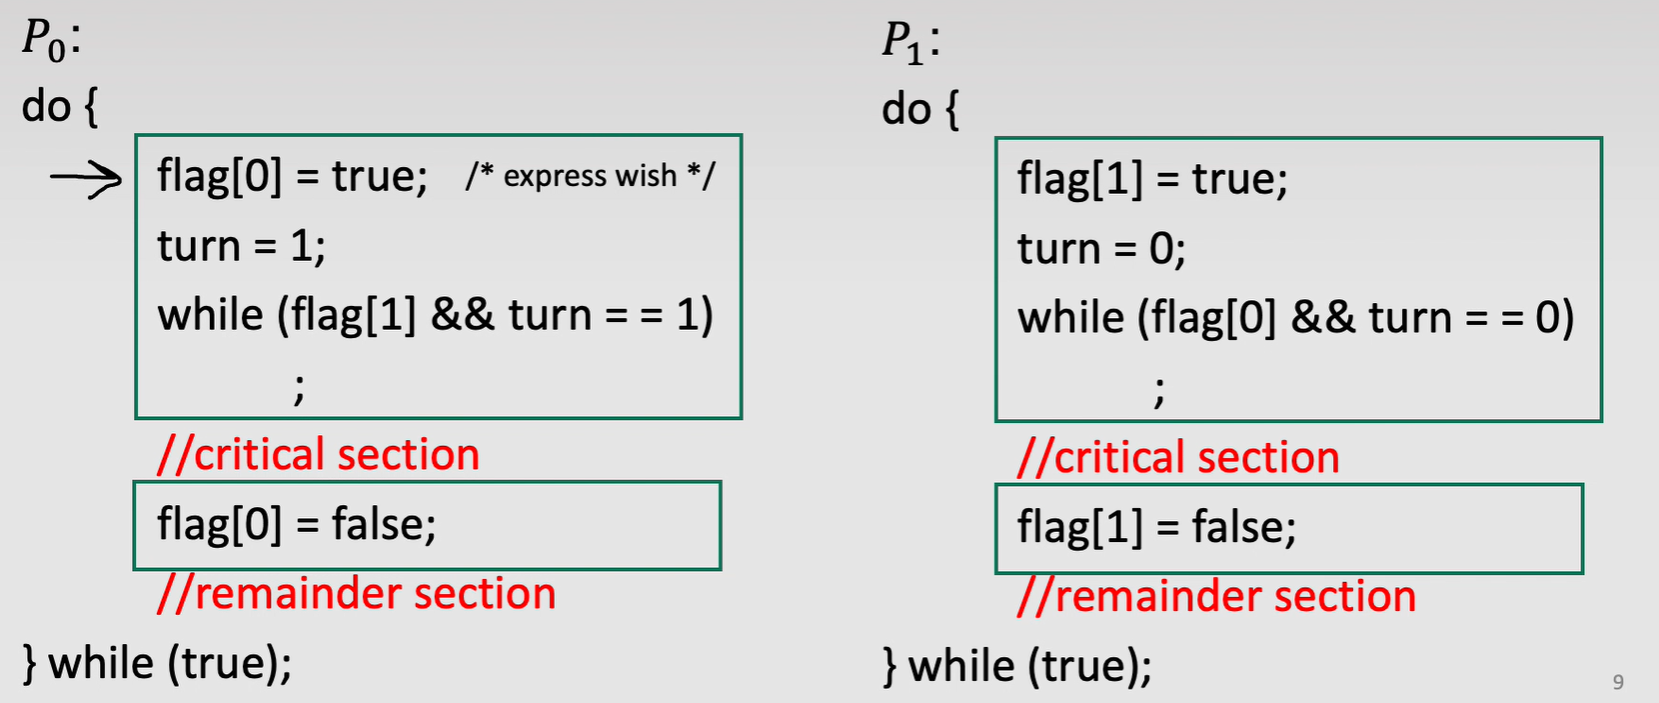 P₀:
do {
flag[0] = true; /* express wish */
turn = 1;
while (flag[1] && turn = = 1)
;
//critical section
flag[0] = false;
//remainder section
} while (true);
P₁:
do {
flag[1] = true;
turn = 0;
while (flag[0] && turn = = 0)
;
//critical section
flag[1] = false;
//remainder section
} while (true);
9